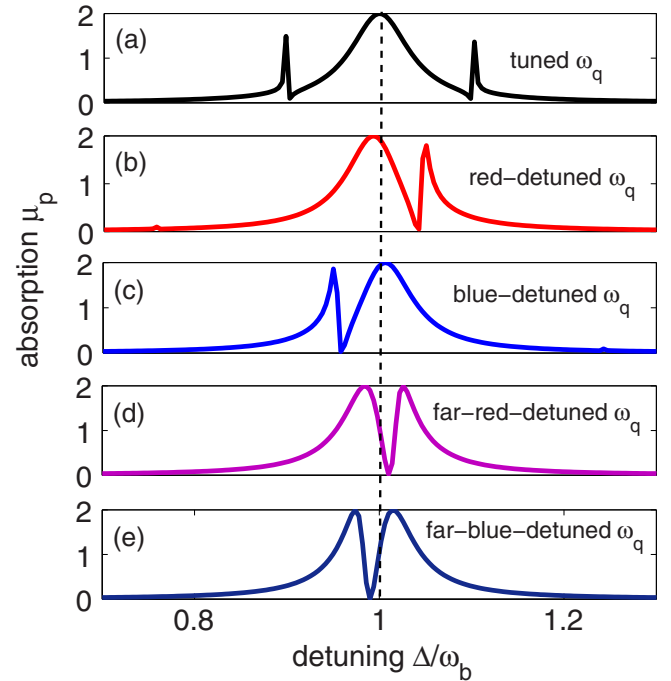 (a)
tuned ω_q
2
1
0
(b)
red-detuned ω_q
2
1
0
(c)
blue-detuned ω_q
2
1
0
(d)
far-red-detuned ω_q
2
1
0
(e)
far-blue-detuned ω_q
2
1
0
absorption μ_p
0.8 1 1.2
detuning Δ/ω_b